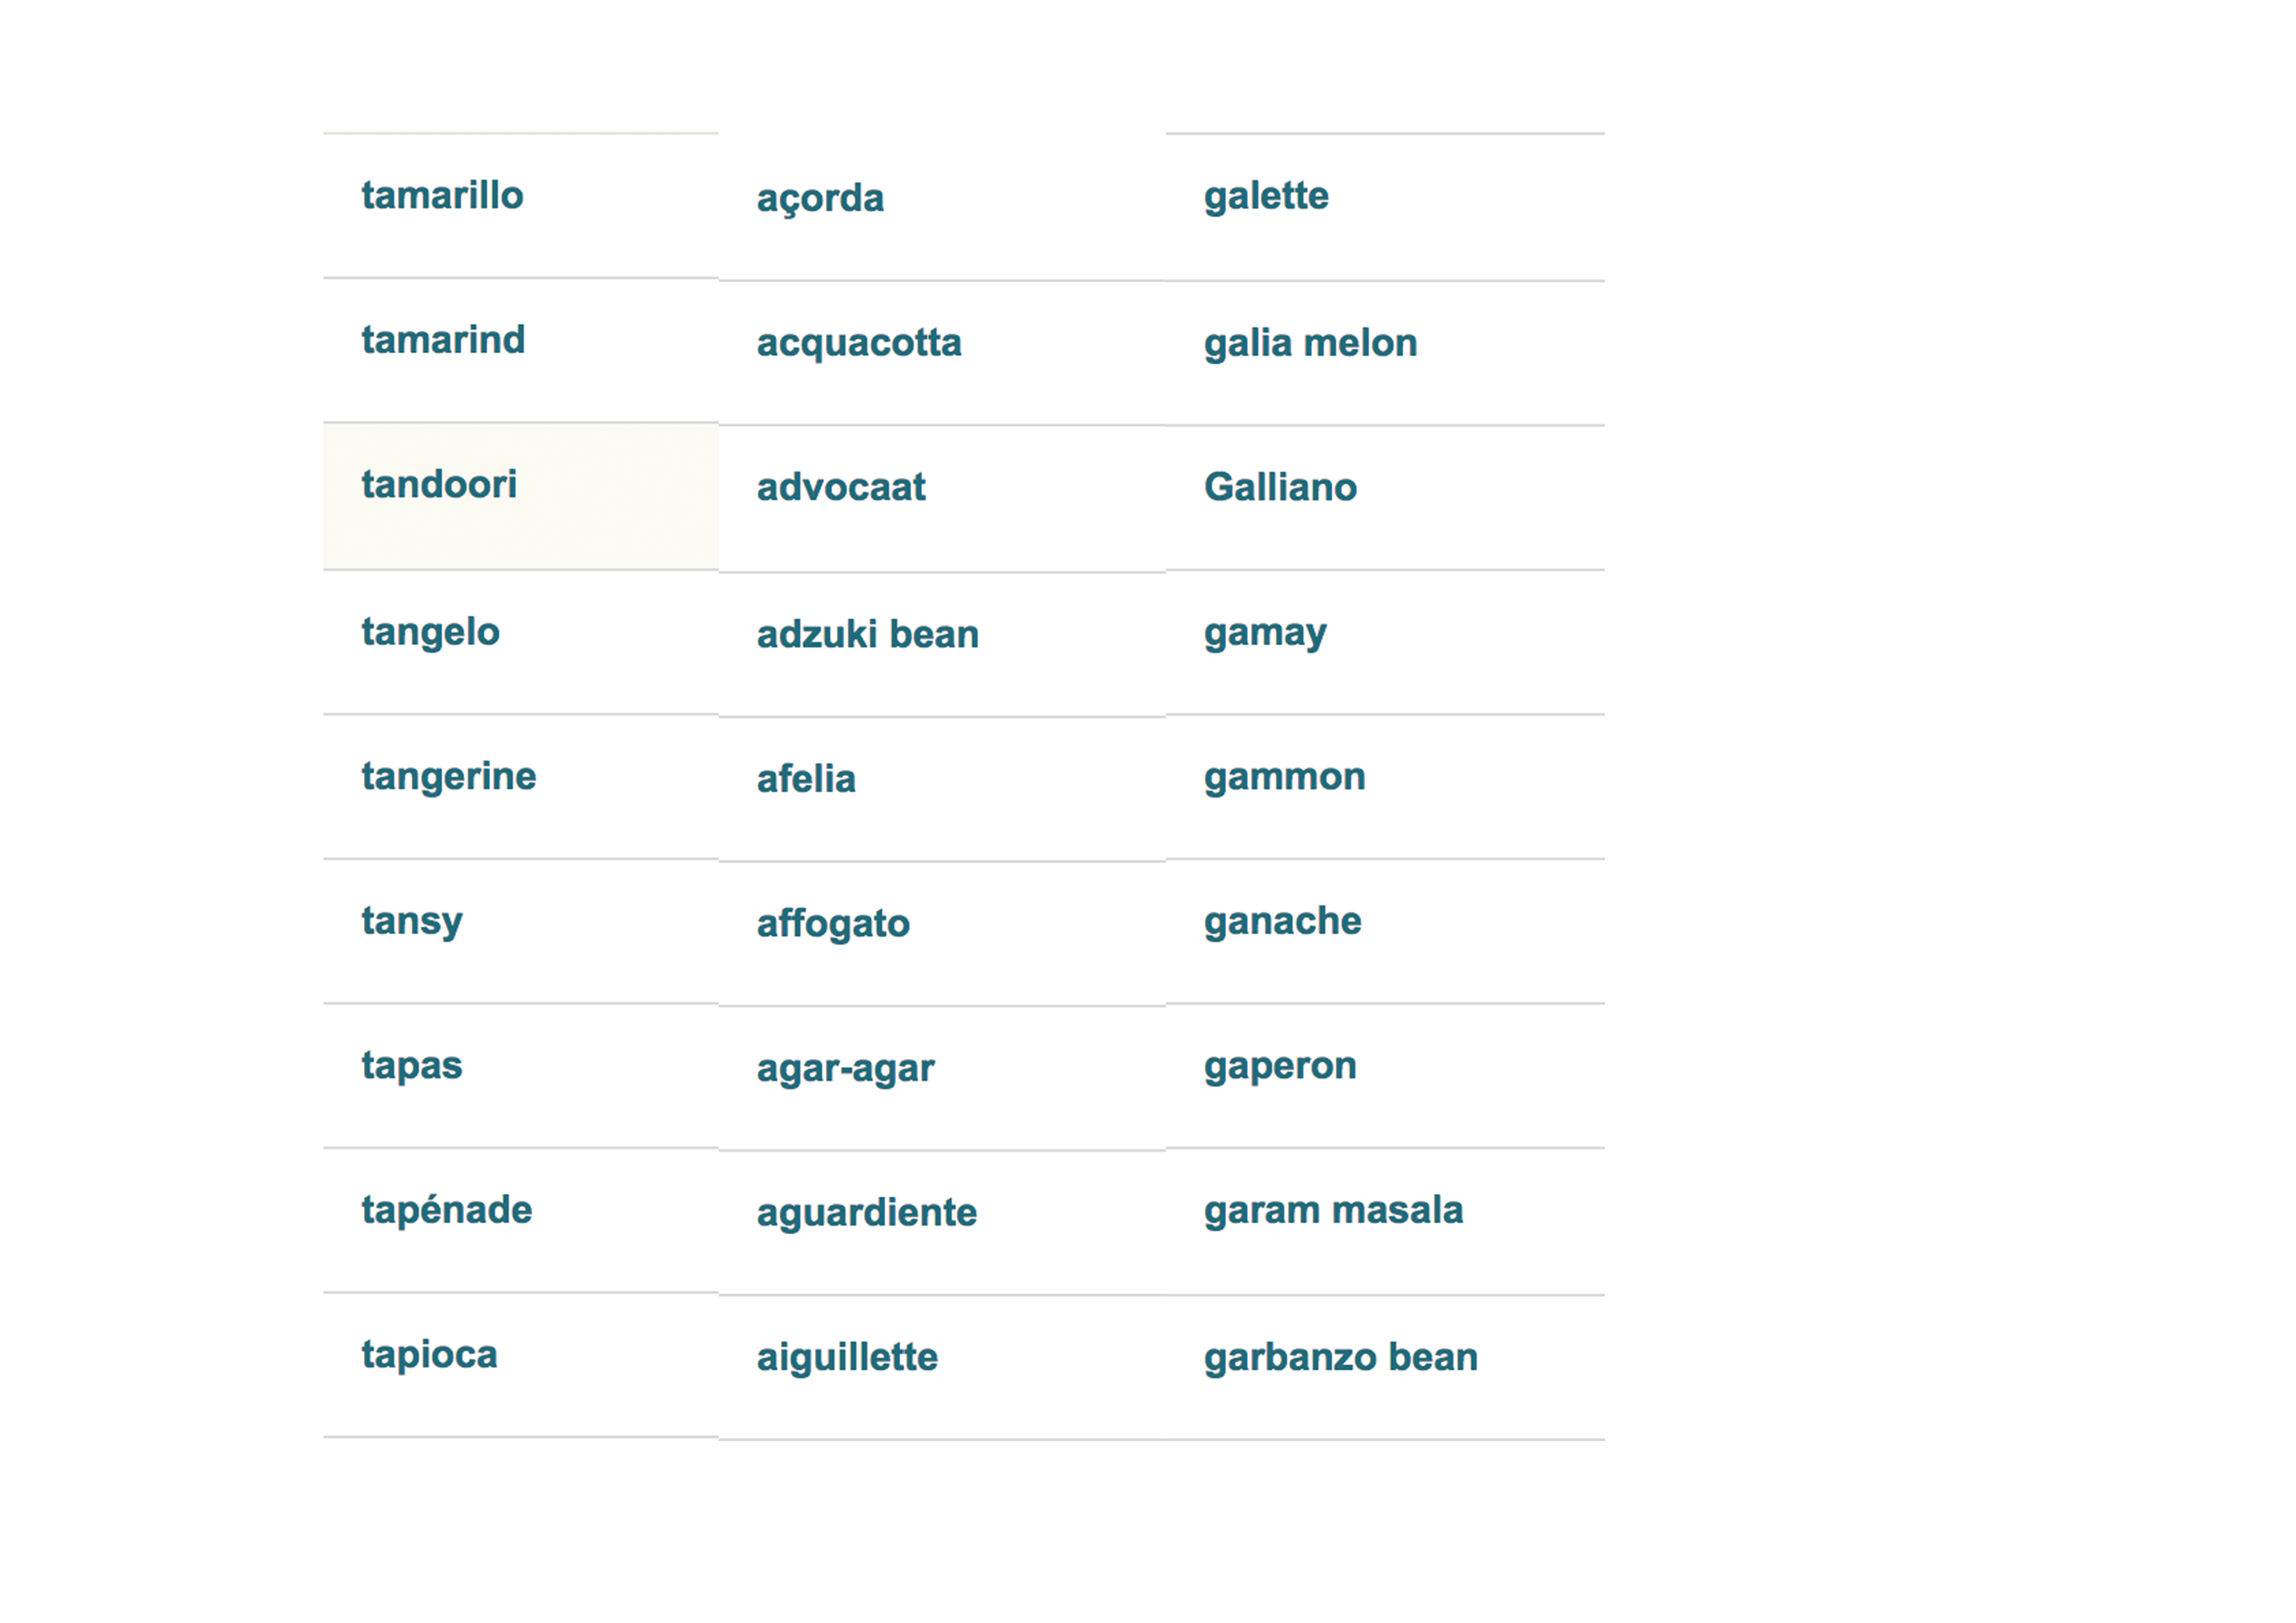 tamarillo açorda galette
tamarind acquacotta galia melon
tandoori advocaat Galliano
tangelo adzuki bean gamay
tangerine afelia gammon
tansy affogato ganache
tapas agar-agar gaperon
tapénade aguardiente garam masala
tapioca aiguillette garbanzo bean